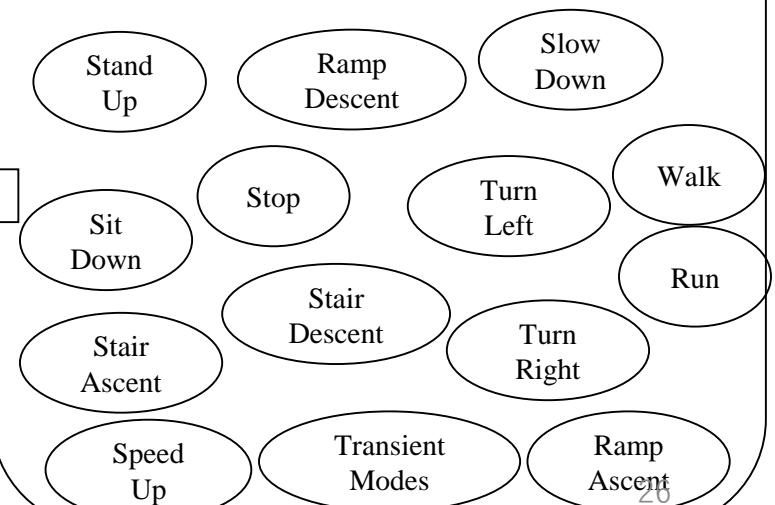 Stand
Up
Ramp
Descent
Slow
Down
Walk
Stop
Turn
Left
Sit
Down
Run
Stair
Descent
Turn
Right
Stair
Ascent
Speed
Up
Transient
Modes
Ramp
Ascent
26